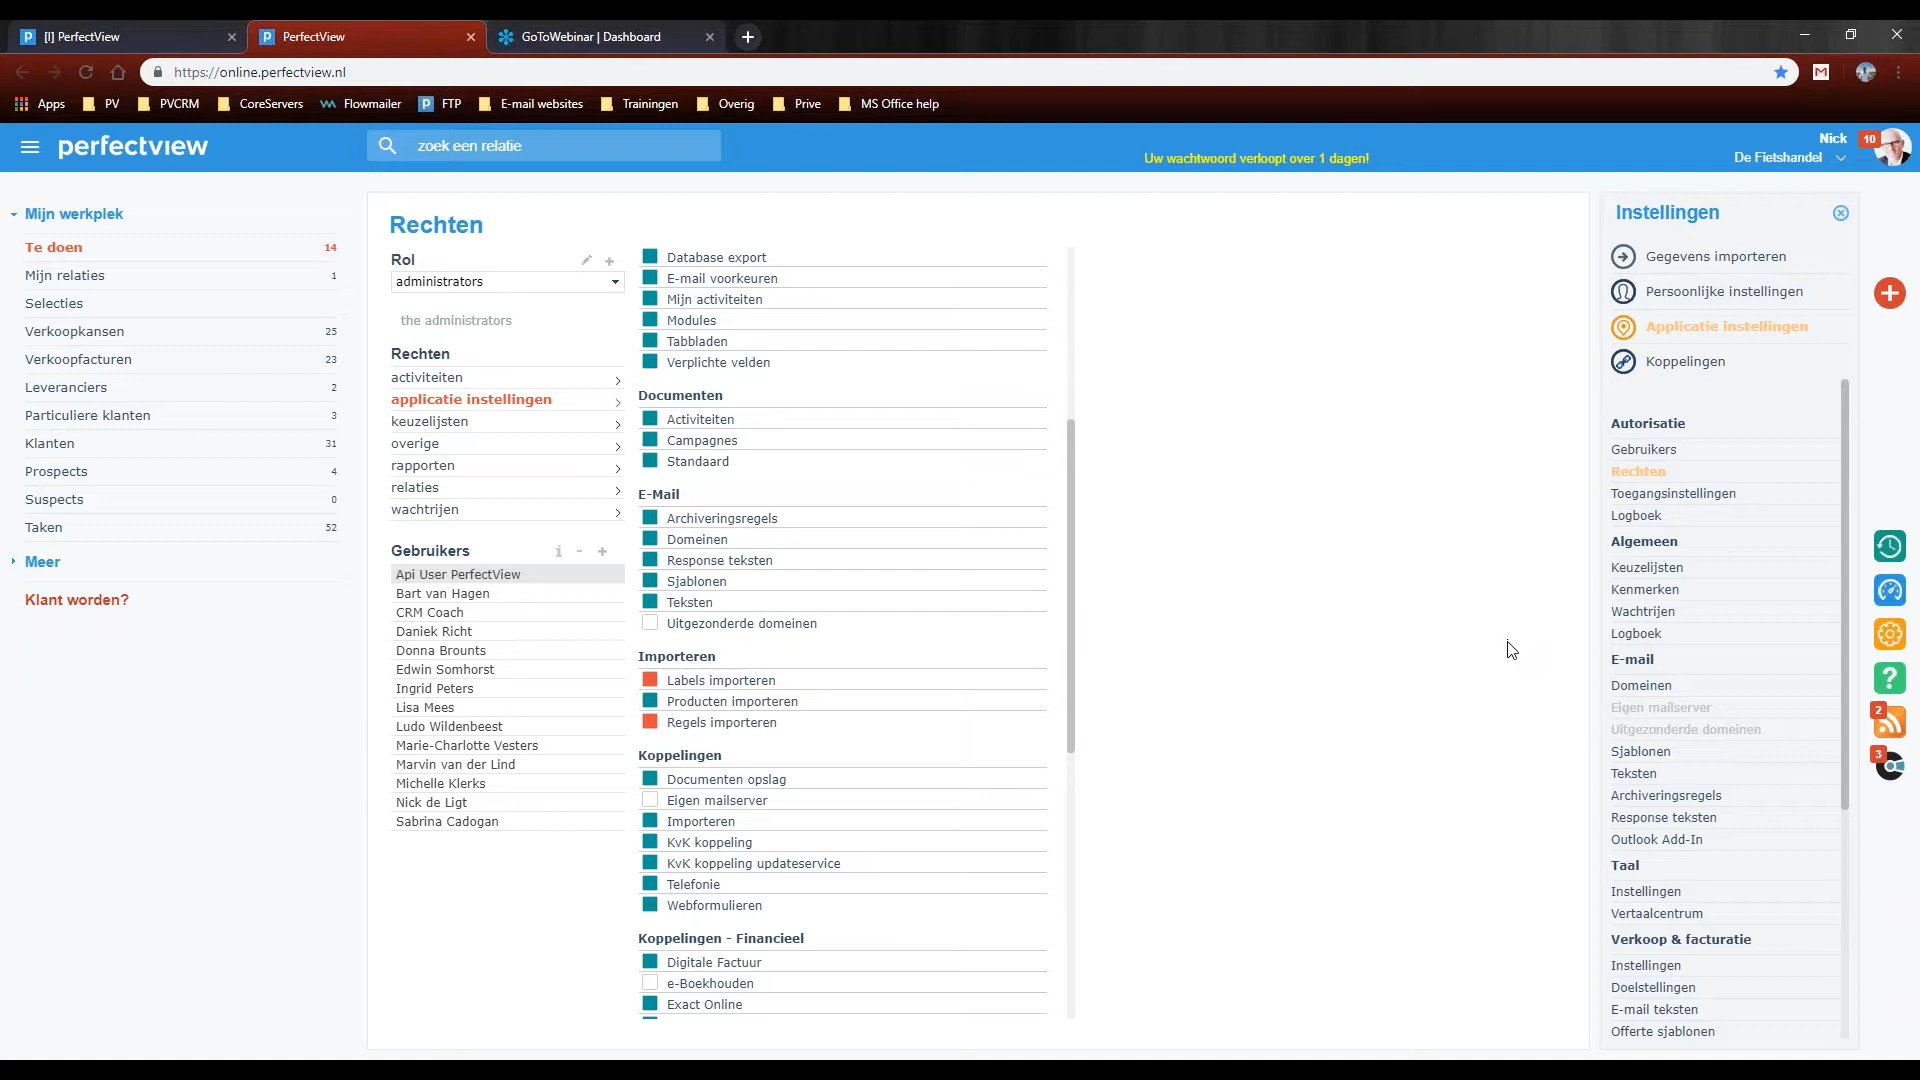 [I] PerfectView
PerfectView
GoToWebinar | Dashboard
https://online.perfectview.nl
Apps
PV
PVCRM
CoreServers
Flowmailer
FTP
E-mail websites
Trainingen
Overig
Prive
MS Office help
perfectview
zoek een relatie
Uw wachtwoord verloopt over 1 dagen!
Nick
De Fietshandel
10
Mijn werkplek
Te doen 14
Mijn relaties 1
Selecties
Verkoopkansen 25
Verkoopfacturen 23
Leveranciers 2
Particuliere klanten 3
Klanten 31
Prospects 4
Suspects 0
Taken 52
Meer
Klant worden?
Rechten
Rol
administrators
the administrators
Rechten
activiteiten
applicatie instellingen
keuzelijsten
overige
rapporten
relaties
wachtrijen
Gebruikers
Api User PerfectView
Bart van Hagen
CRM Coach
Daniek Richt
Donna Brounts
Edwin Somhorst
Ingrid Peters
Lisa Mees
Ludo Wildenbeest
Marie-Charlotte Vesters
Marvin van der Lind
Michelle Klerks
Nick de Ligt
Sabrina Cadogan
Database export
E-mail voorkeuren
Mijn activiteiten
Modules
Tabbladen
Verplichte velden
Documenten
Activiteiten
Campagnes
Standaard
E-Mail
Archiveringsregels
Domeinen
Response teksten
Sjablonen
Teksten
Uitgezonderde domeinen
Importeren
Labels importeren
Producten importeren
Regels importeren
Koppelingen
Documenten opslag
Eigen mailserver
Importeren
KvK koppeling
KvK koppeling updateservice
Telefonie
Webformulieren
Koppelingen - Financieel
Digitale Factuur
e-Boekhouden
Exact Online
Instellingen
Gegevens importeren
Persoonlijke instellingen
Applicatie instellingen
Koppelingen
Autorisatie
Gebruikers
Rechten
Toegangsinstellingen
Logboek
Algemeen
Keuzelijsten
Kenmerken
Wachtrijen
Logboek
E-mail
Domeinen
Eigen mailserver
Uitgezonderde domeinen
Sjablonen
Teksten
Archiveringsregels
Response teksten
Outlook Add-In
Taal
Instellingen
Vertaalcentrum
Verkoop & facturatie
Instellingen
Doelstellingen
E-mail teksten
Offerte sjablonen
2
3